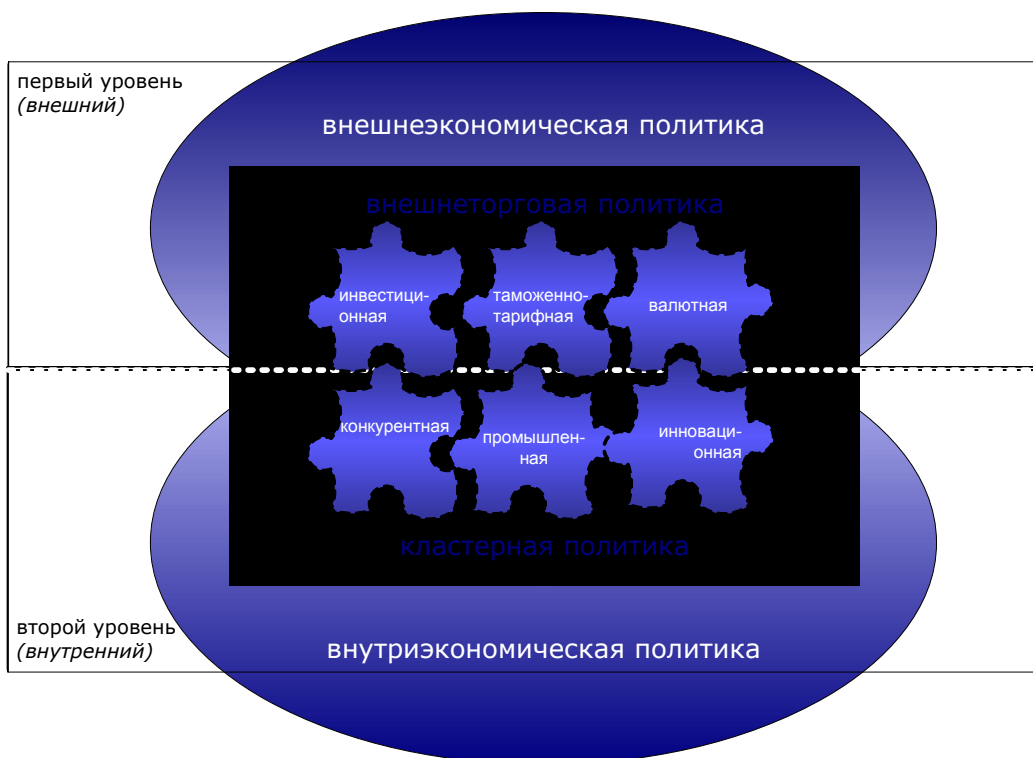 первый уровень
(внешний)
внешнеэкономическая политика
внешнеторговая политика
инвестици-
онная
таможенно-
тарифная
валютная
конкурентная
промышлен-
ная
инноваци-
онная
кластерная политика
второй уровень
(внутренний)
внутриэкономическая политика